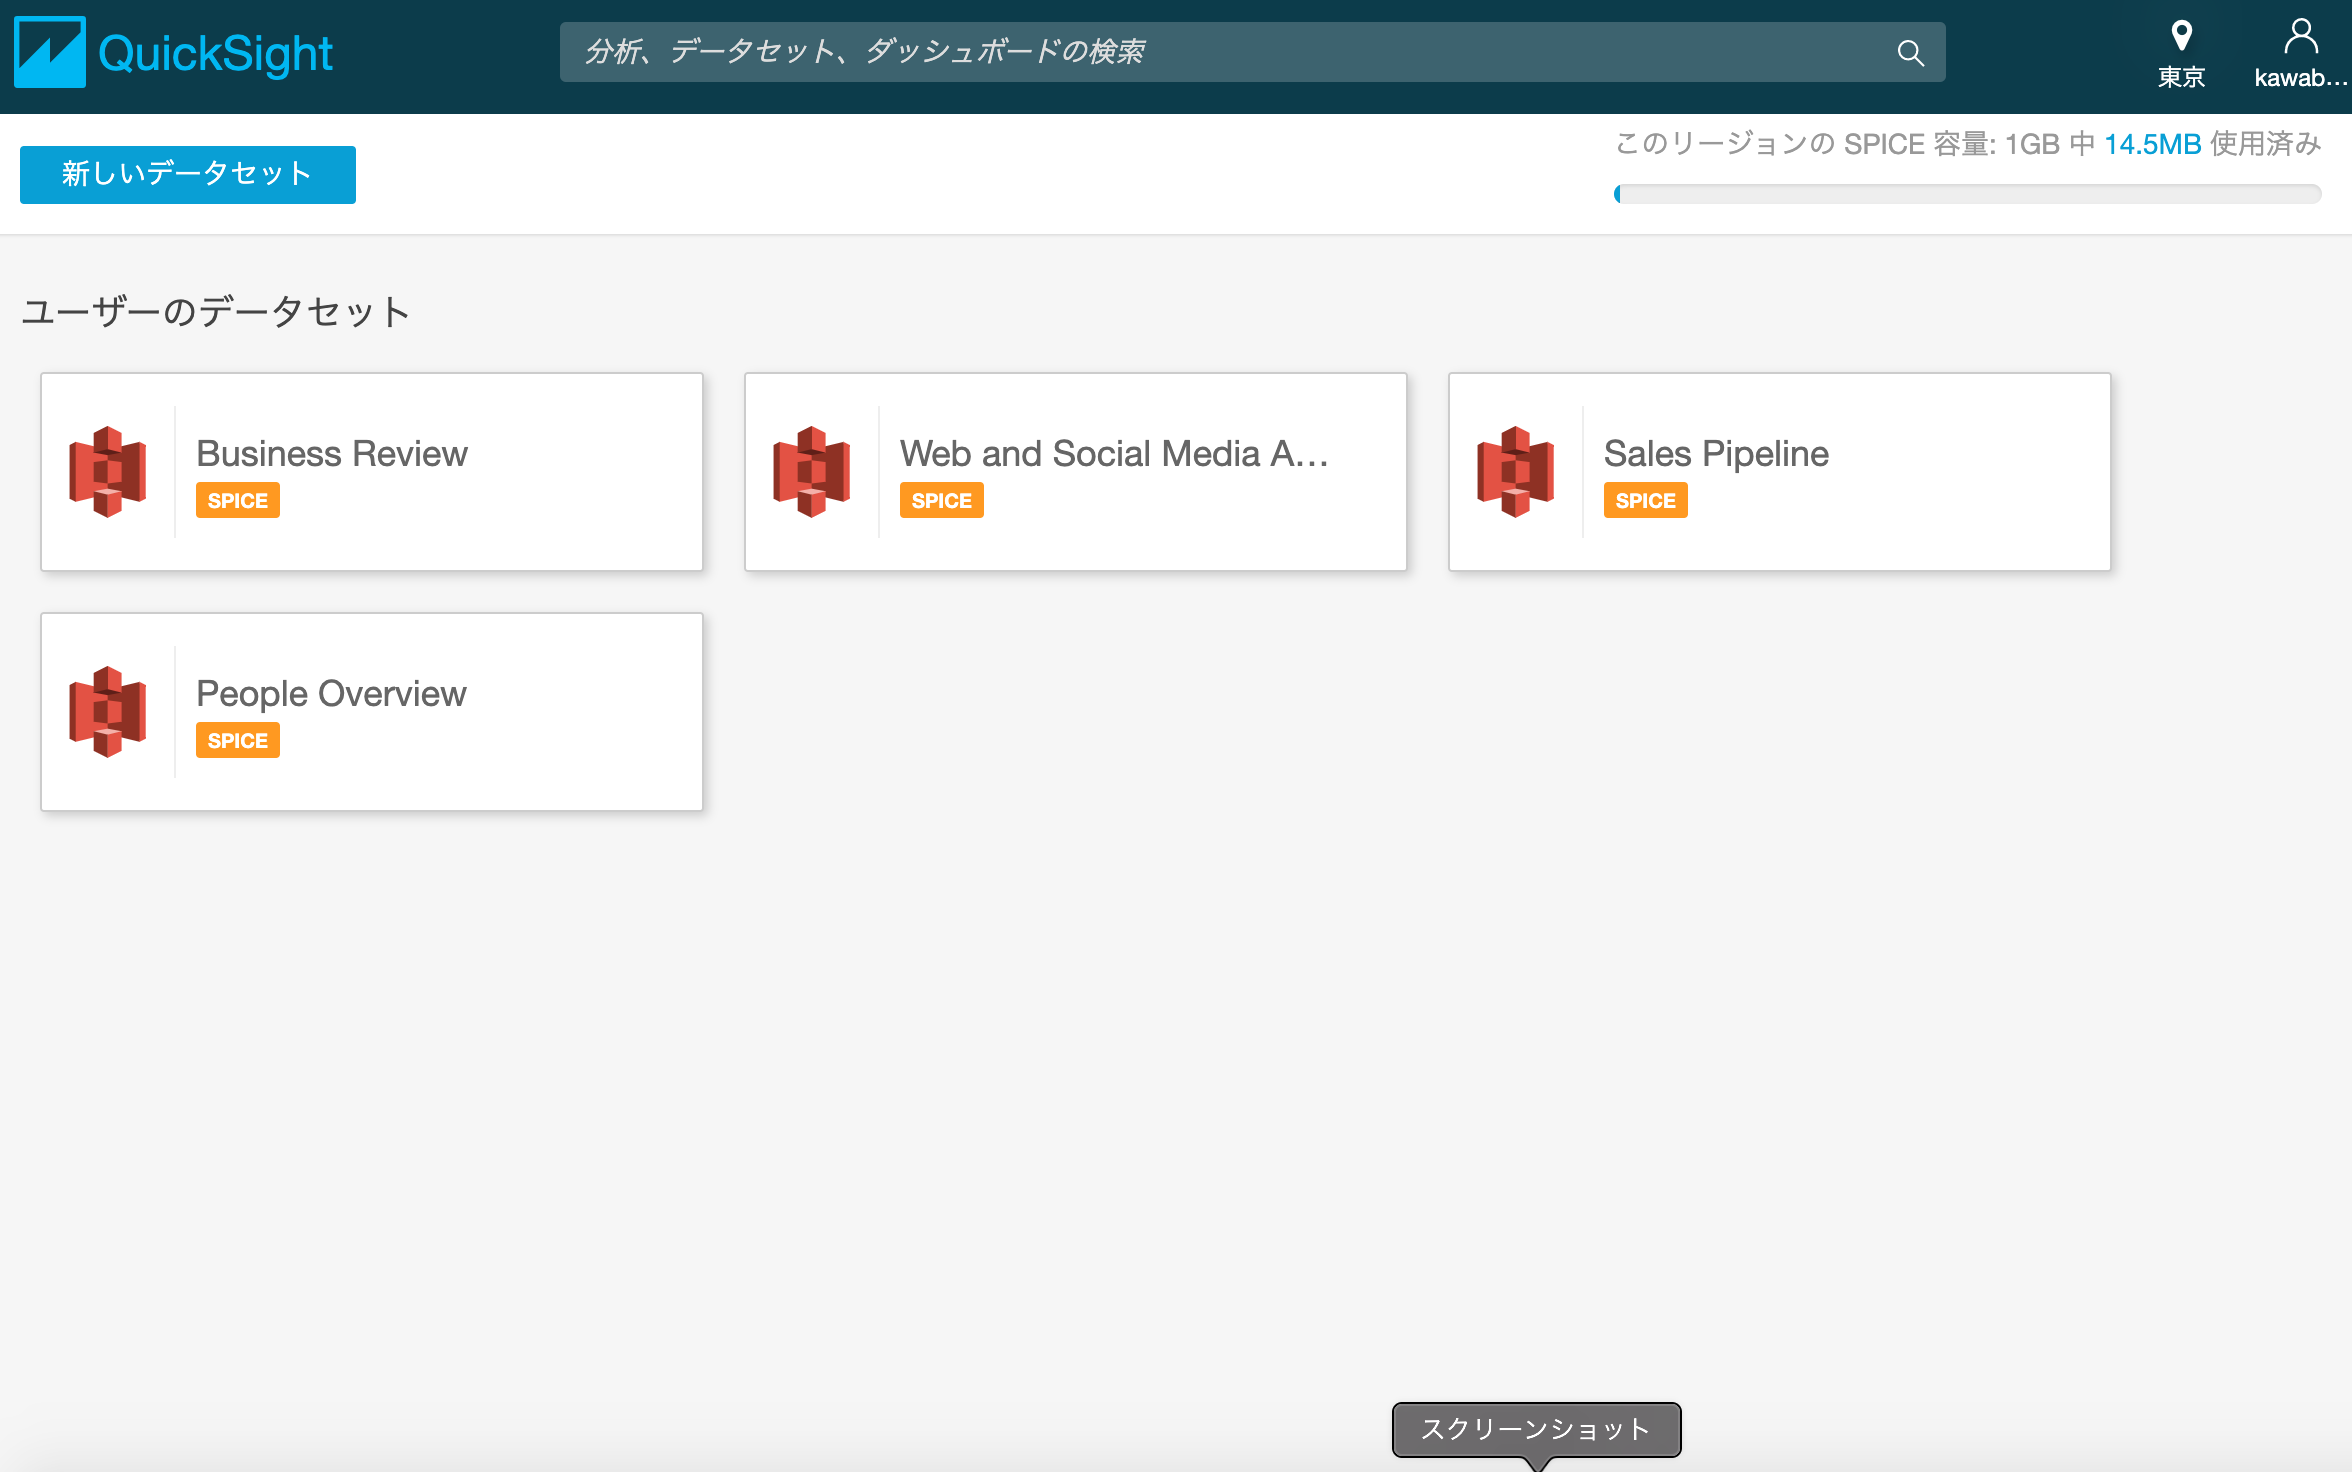 QuickSight
分析、データセット、ダッシュボードの検索
東京
kawab...
新しいデータセット
このリージョンの SPICE 容量: 1GB 中 14.5MB 使用済み
ユーザーのデータセット
Business Review
SPICE
Web and Social Media A...
SPICE
Sales Pipeline
SPICE
People Overview
SPICE
スクリーンショット